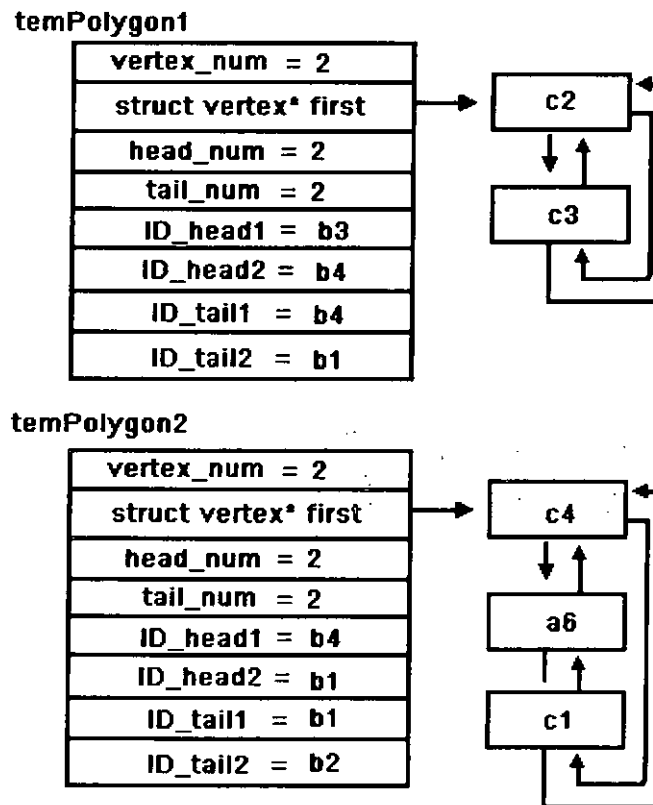 temPolygon1
vertex_num = 2
struct vertex* first
head_num = 2
tail_num = 2
ID_head1 = b3
ID_head2 = b4
ID_tail1 = b4
ID_tail2 = b1
c2
c3
temPolygon2
vertex_num = 2
struct vertex* first
head_num = 2
tail_num = 2
ID_head1 = b4
ID_head2 = b1
ID_tail1 = b1
ID_tail2 = b2
c4
a6
c1